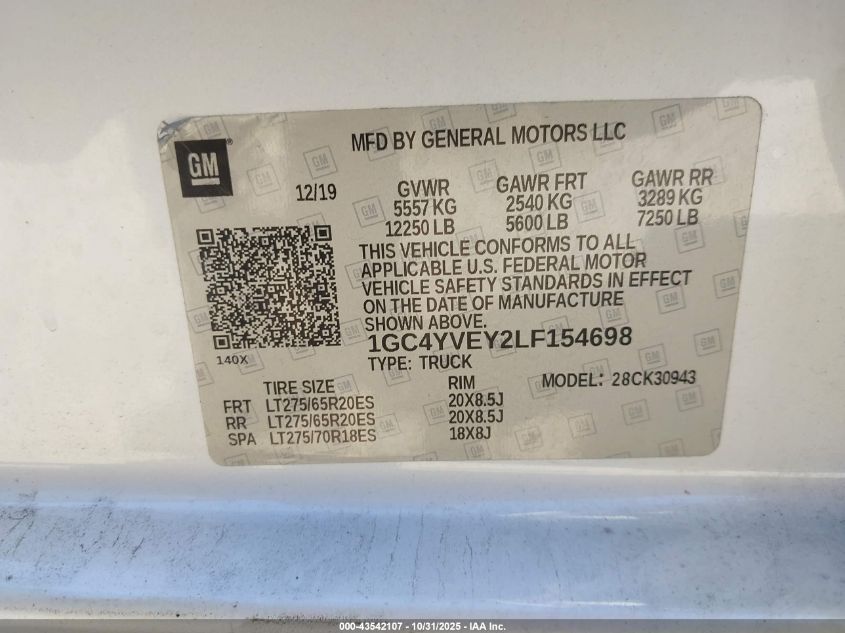 MFD BY GENERAL MOTORS LLC
GM®
12/19
GVWR GAWR FRT GAWR RR
5557 KG 2540 KG 3289 KG
12250 LB 5600 LB 7250 LB
THIS VEHICLE CONFORMS TO ALL
APPLICABLE U.S. FEDERAL MOTOR
VEHICLE SAFETY STANDARDS IN EFFECT
ON THE DATE OF MANUFACTURE
SHOWN ABOVE.
1GC4YVEY2LF154698
140X
TYPE: TRUCK
MODEL: 28CK30943
TIRE SIZE RIM
FRT LT275/65R20ES 20X8.5J
RR LT275/65R20ES 20X8.5J
SPA LT275/70R18ES 18X8J
000-43542107 - 10/31/2025 - IAA Inc.